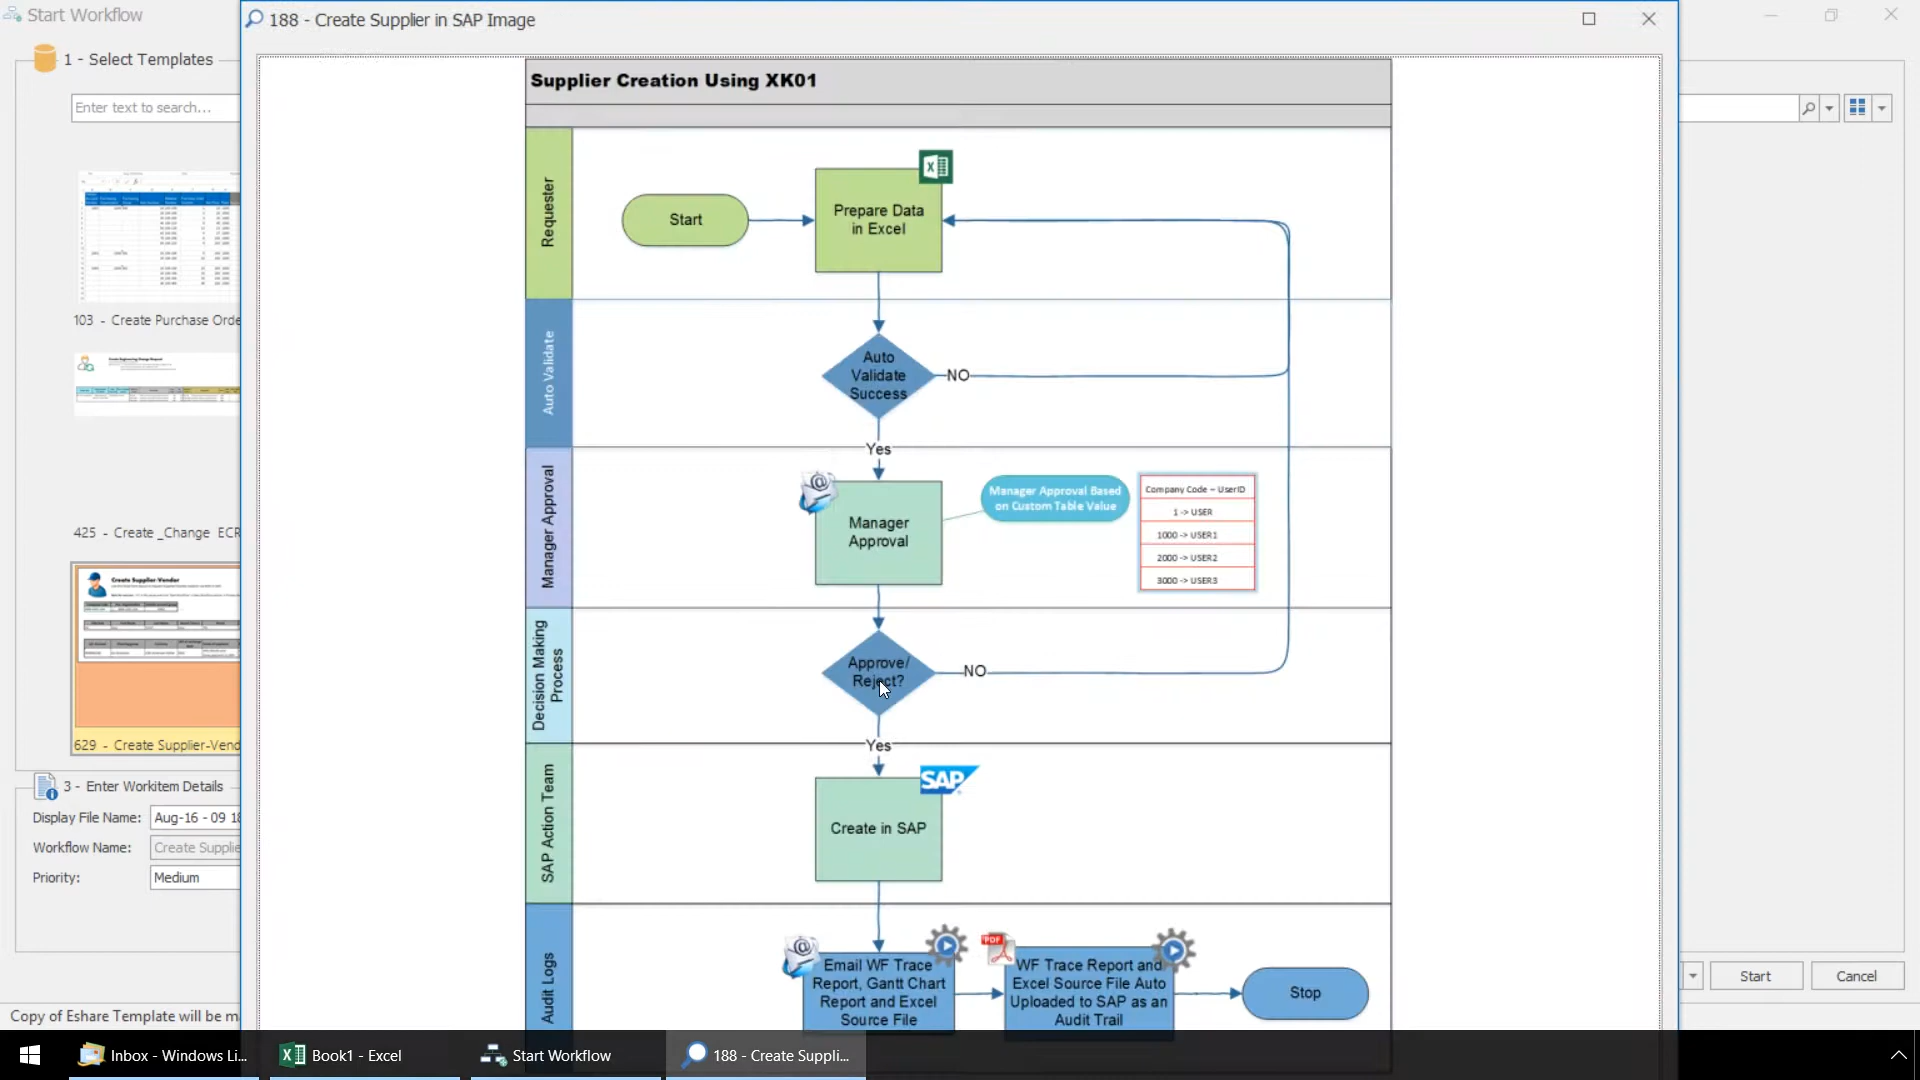 Start Workflow
188 - Create Supplier in SAP Image
1 - Select Templates
Enter text to search...
103 - Create Purchase Orde
425 - Create _Change ECR
Create Supplier-Vendor
629 - Create Supplier-Vend
3 - Enter Workitem Details
Display File Name:
Aug-16 - 09 18
Workflow Name:
Create Supplie
Priority:
Medium
Copy of Eshare Template will be ma
Supplier Creation Using XK01
Requester
Start
Prepare Data
in Excel
Auto Validate
Auto
Validate
Success
NO
Yes
Manager Approval
Manager
Approval
Manager Approval Based
on Custom Table Value
Company Code – UserID
1 -> USER
1000 -> USER1
2000 -> USER2
3000 -> USER3
Decision Making
Process
Approve/
Reject?
NO
Yes
SAP Action Team
SAP
Create in SAP
Audit Logs
Email WF Trace
Report, Gantt Chart
Report and Excel
Source File
PDF
WF Trace Report and
Excel Source File Auto
Uploaded to SAP as an
Audit Trail
Stop
Start
Cancel
Inbox - Windows Li...
Book1 - Excel
Start Workflow
188 - Create Suppli...